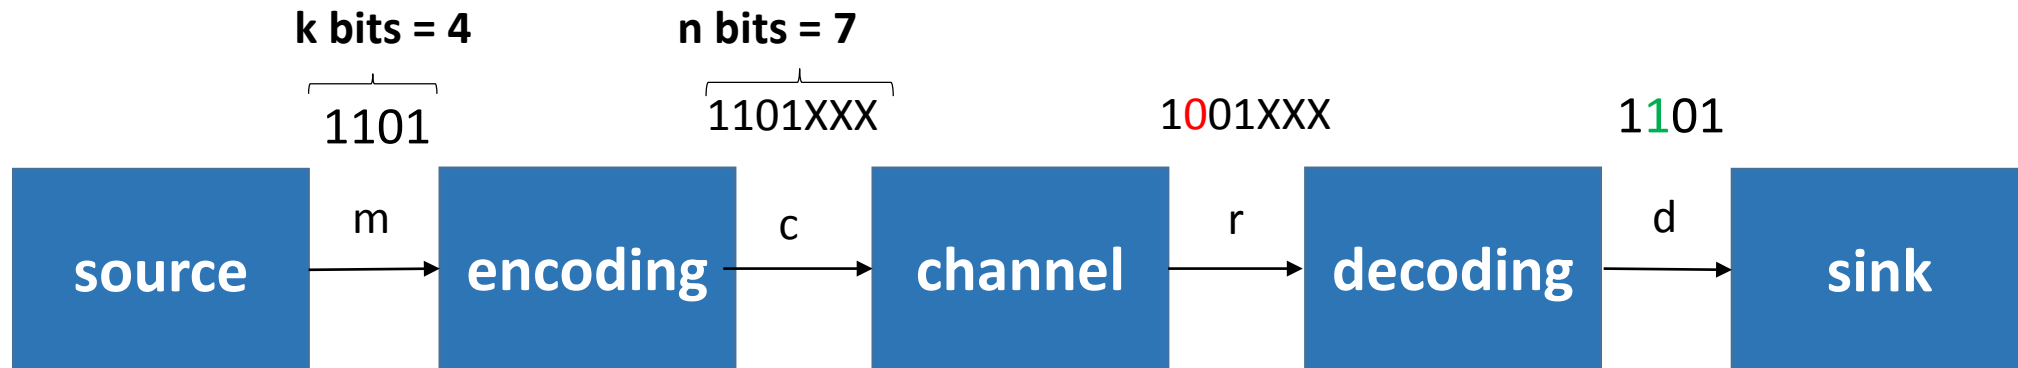 k bits = 4
n bits = 7
1101
1101XXX
1001XXX
1101
m
c
r
d
source
encoding
channel
decoding
sink